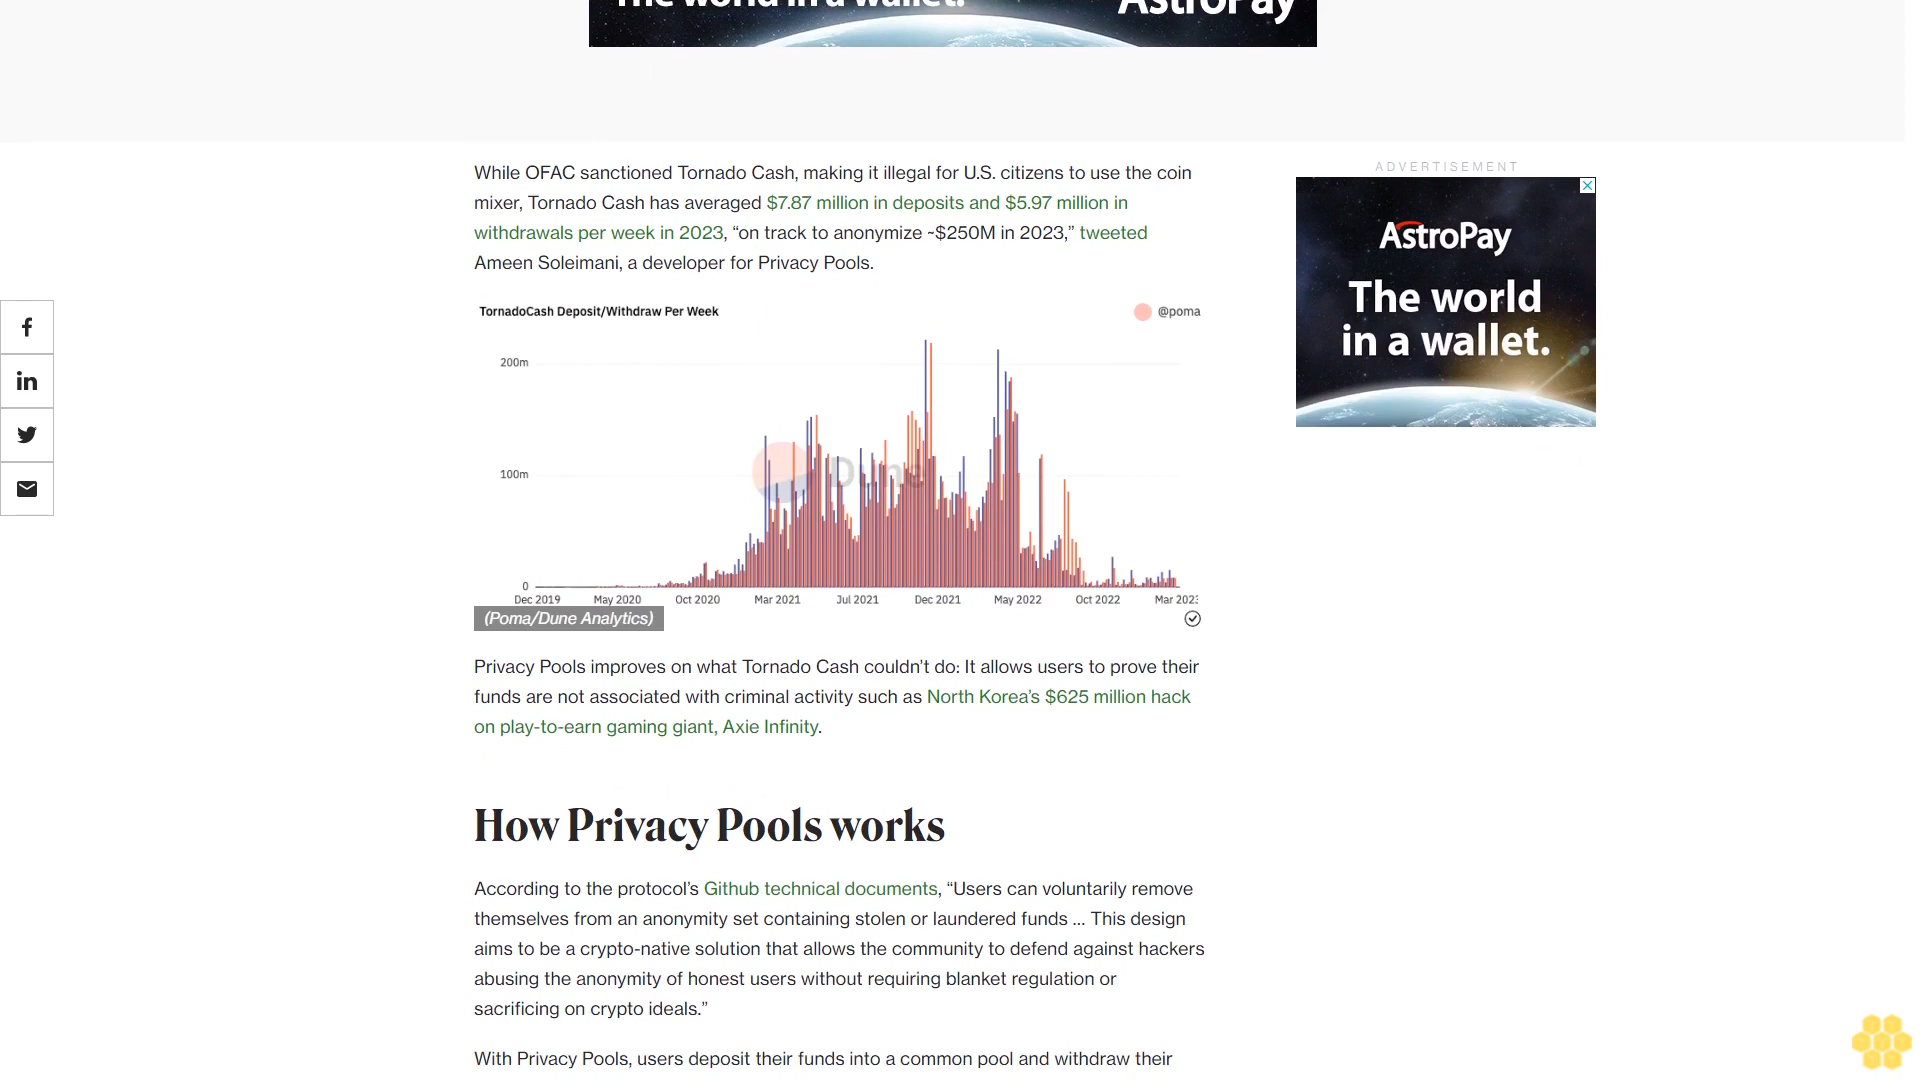 The world in a wallet.
AstroPay
While OFAC sanctioned Tornado Cash, making it illegal for U.S. citizens to use the coin
mixer, Tornado Cash has averaged $7.87 million in deposits and $5.97 million in
withdrawals per week in 2023, “on track to anonymize ~$250M in 2023,” tweeted
Ameen Soleimani, a developer for Privacy Pools.
ADVERTISEMENT
AstroPay
The world
in a wallet.
TornadoCash Deposit/Withdraw Per Week
@poma
200m
100m
0
Dune
Dec 2019 May 2020 Oct 2020 Mar 2021 Jul 2021 Dec 2021 May 2022 Oct 2022 Mar 2023
(Poma/Dune Analytics)
Privacy Pools improves on what Tornado Cash couldn’t do: It allows users to prove their
funds are not associated with criminal activity such as North Korea’s $625 million hack
on play-to-earn gaming giant, Axie Infinity.
How Privacy Pools works
According to the protocol’s Github technical documents, “Users can voluntarily remove
themselves from an anonymity set containing stolen or laundered funds ... This design
aims to be a crypto-native solution that allows the community to defend against hackers
abusing the anonymity of honest users without requiring blanket regulation or
sacrificing on crypto ideals.”
With Privacy Pools, users deposit their funds into a common pool and withdraw their